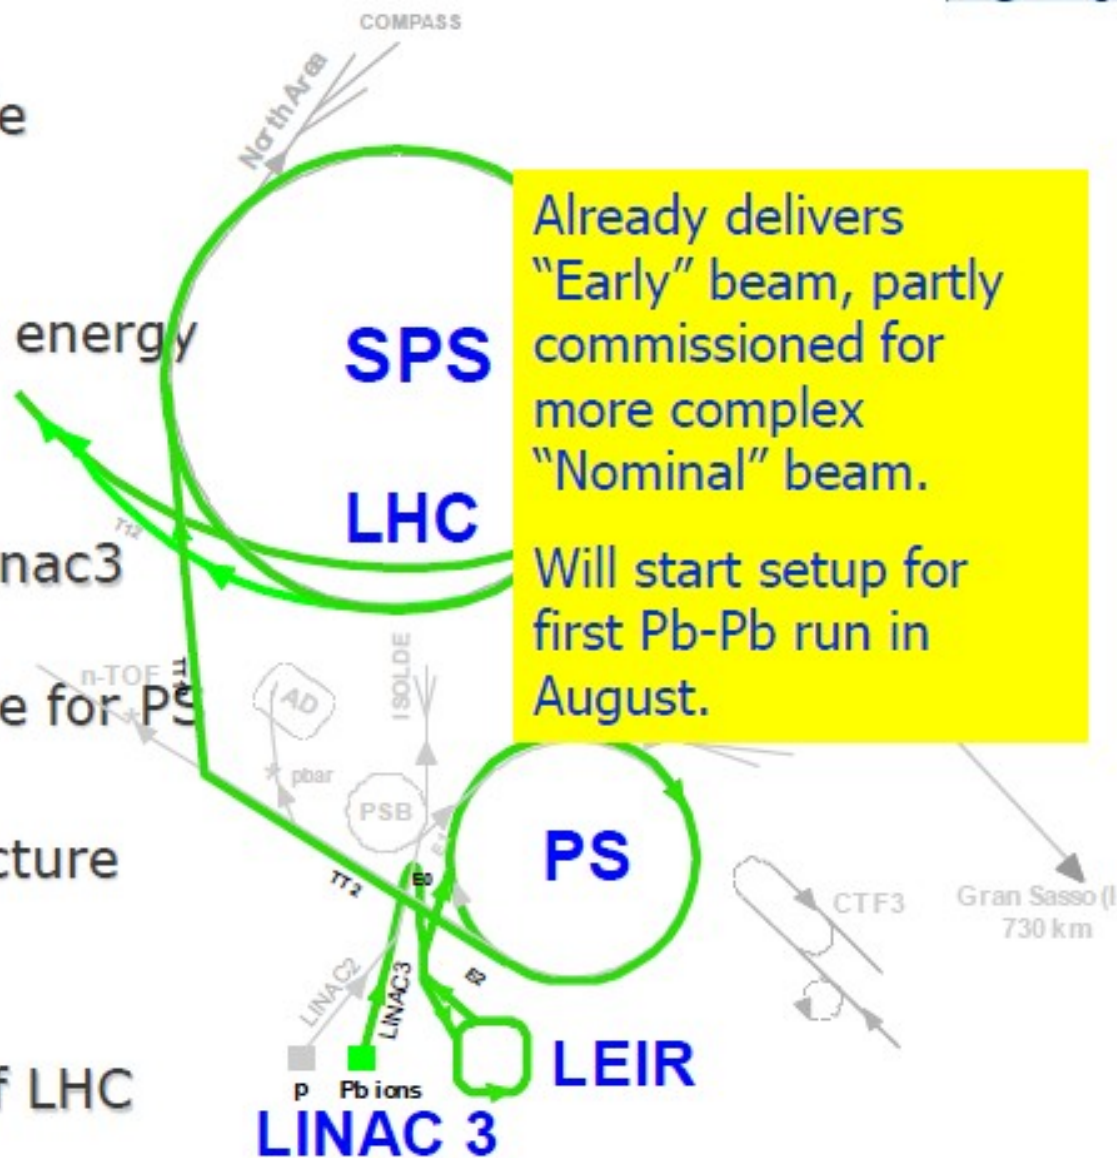 COMPASS
North Area
e
energy
SPS
Already delivers
“Early” beam, partly
commissioned for
more complex
“Nominal” beam.
Will start setup for
first Pb-Pb run in
August.
LHC
nac3
n-TOF
ISOLDE
AD
e for PS
pbar
PSB
PS
cture
TT2
E0
CTF3
Gran Sasso
730 km
LINAC2
LINAC3
E2
LEIR
f LHC
p
Pb ions
LINAC 3